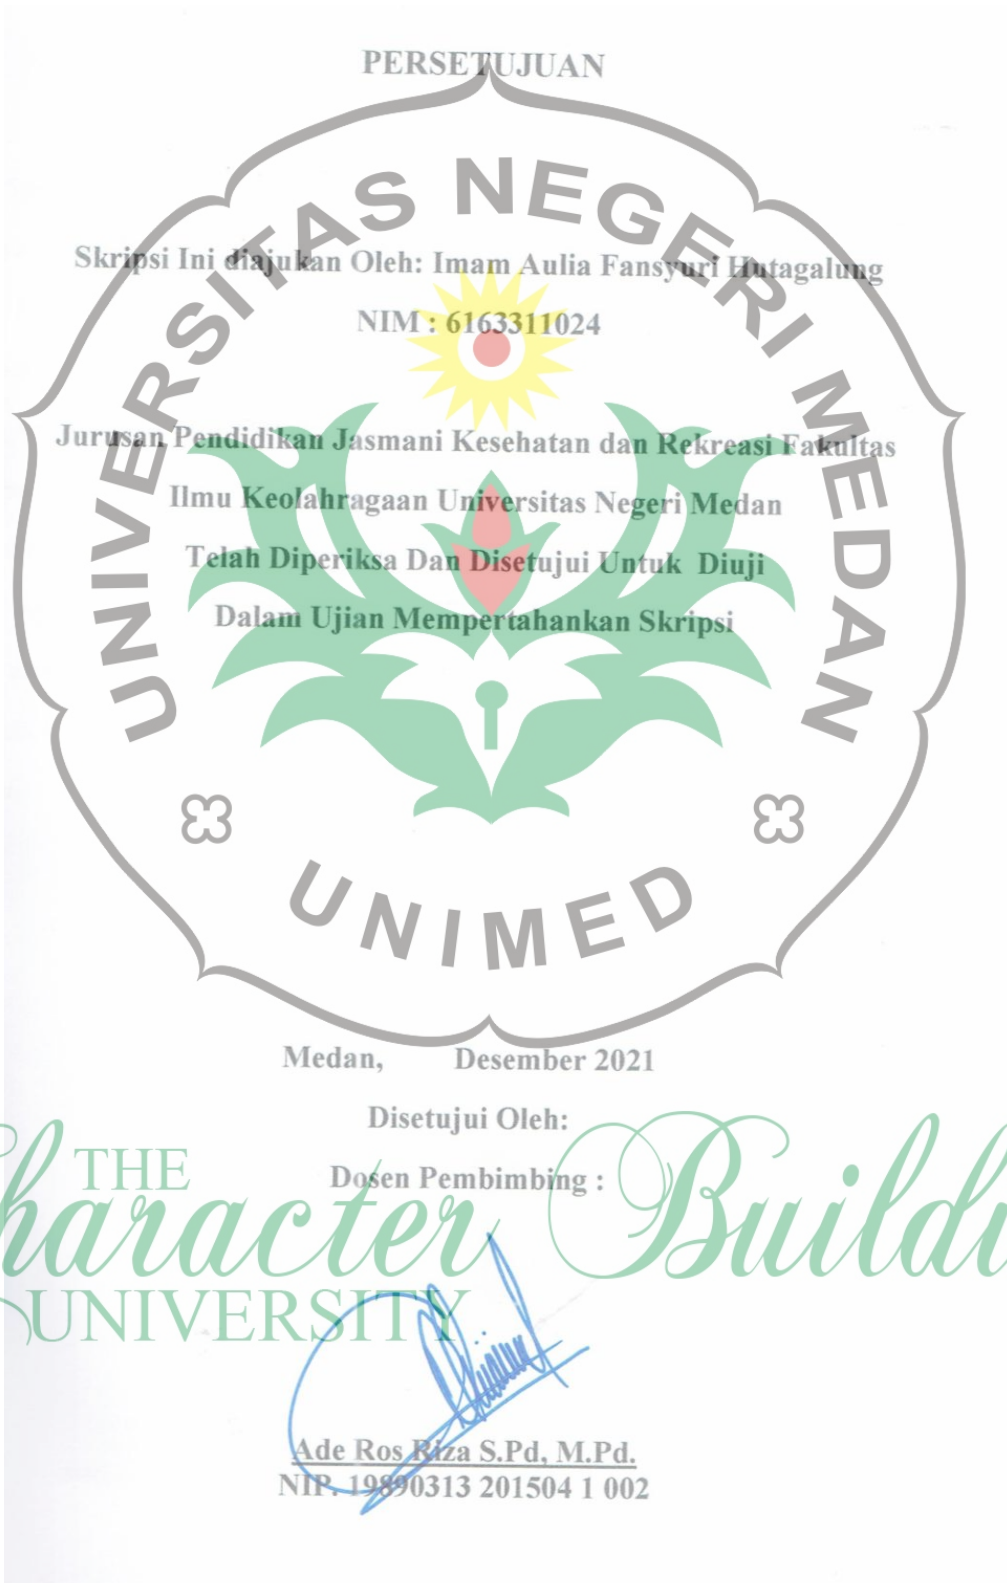 PERSETUJUAN
UNIVERSITAS NEGERI MEDAN
Skripsi Ini diajukan Oleh: Imam Aulia Fansyuri Hutagalung
NIM : 6163311024
Jurusan Pendidikan Jasmani Kesehatan dan Rekreasi Fakultas
Ilmu Keolahragaan Universitas Negeri Medan
Telah Diperiksa Dan Disetujui Untuk Diuji
Dalam Ujian Mempertahankan Skripsi
UNIMED
Medan, Desember 2021
Disetujui Oleh:
Dosen Pembimbing :
THE
haracter Buildi
UNIVERSITY
Ade Ros Riza S.Pd, M.Pd.
NIP. 19890313 201504 1 002